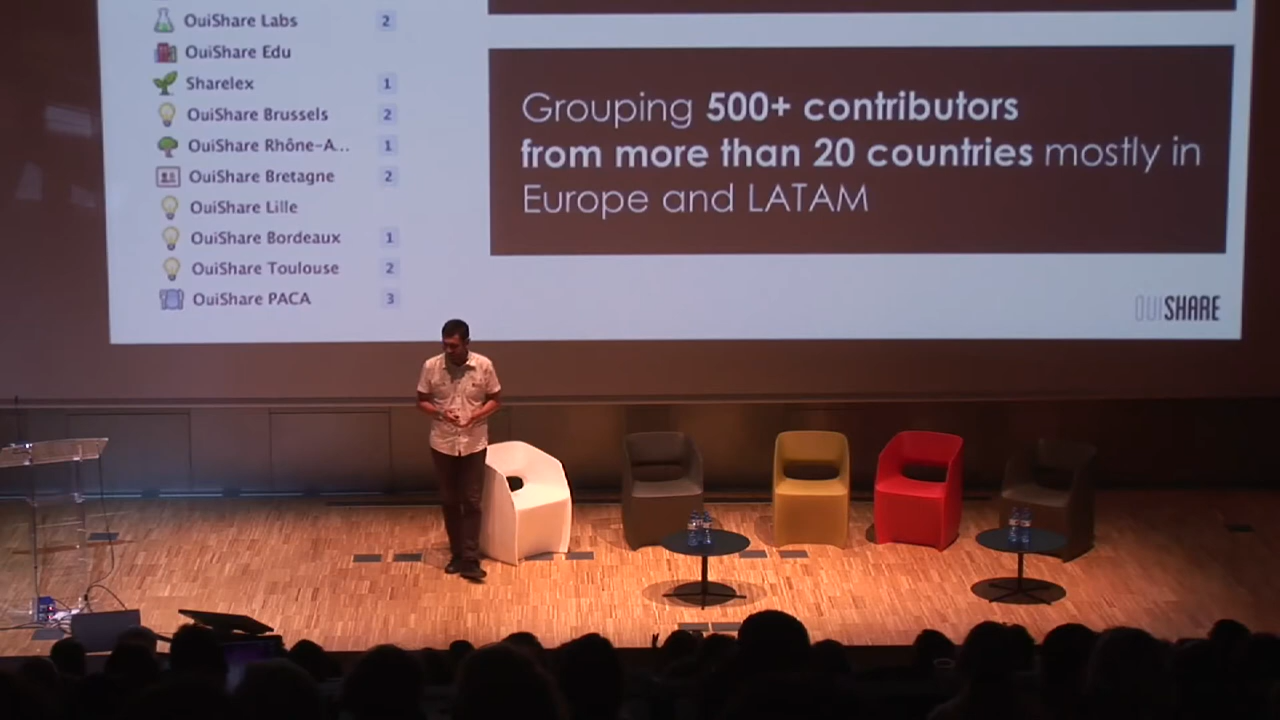 OuiShare Labs 2
OuiShare Edu
Sharelex 1
OuiShare Brussels 2
OuiShare Rhône-A... 1
OuiShare Bretagne 2
OuiShare Lille
OuiShare Bordeaux 1
OuiShare Toulouse 2
OuiShare PACA 3
Grouping 500+ contributors
from more than 20 countries mostly in
Europe and LATAM
OUISHARE